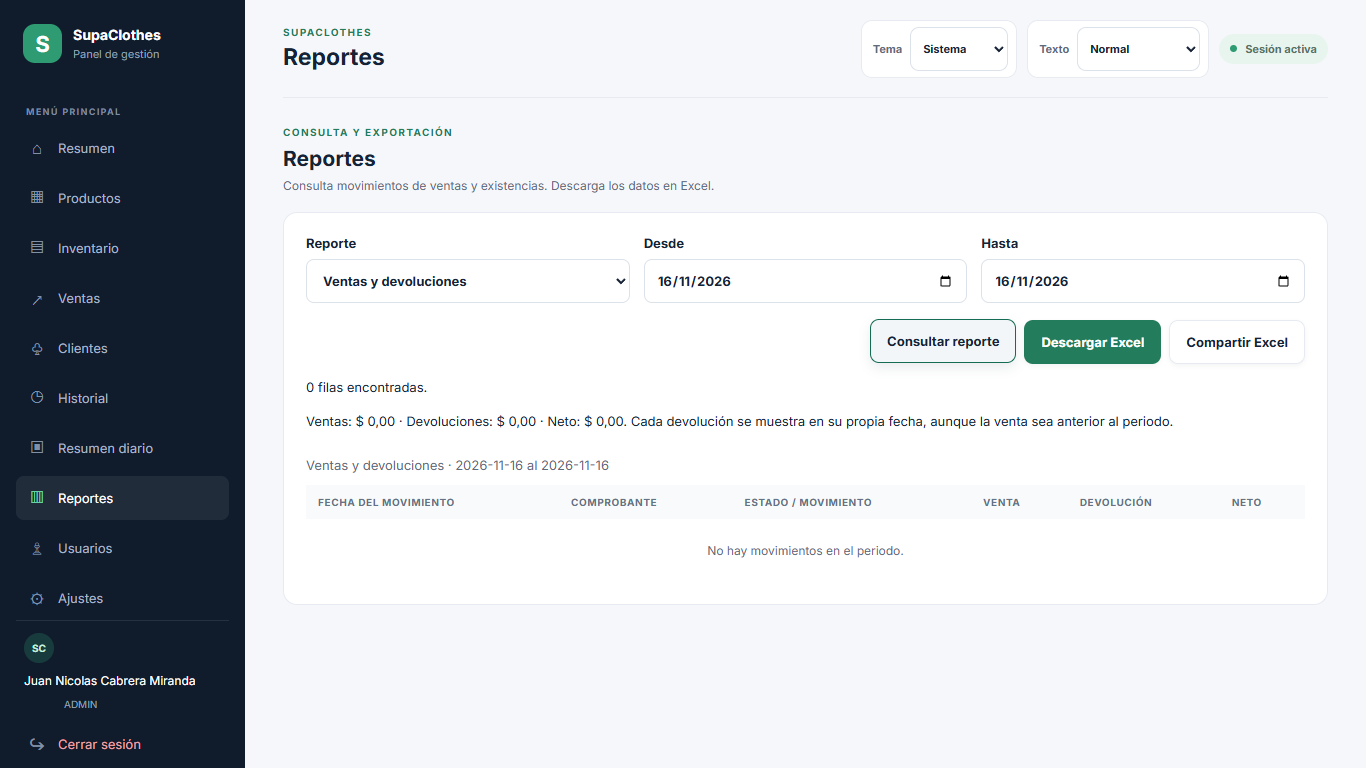 S
SupaClothes
Panel de gestión
MENÚ PRINCIPAL
Resumen
Productos
Inventario
Ventas
Clientes
Historial
Resumen diario
Reportes
Usuarios
Ajustes
SC
Juan Nicolas Cabrera Miranda
ADMIN
Cerrar sesión
SUPACLOTHES
Reportes
Tema Sistema Texto Normal Sesión activa
CONSULTA Y EXPORTACIÓN
Reportes
Consulta movimientos de ventas y existencias. Descarga los datos en Excel.
Reporte Desde Hasta
Ventas y devoluciones 16/11/2026 16/11/2026
Consultar reporte Descargar Excel Compartir Excel
0 filas encontradas.
Ventas: $ 0,00 · Devoluciones: $ 0,00 · Neto: $ 0,00. Cada devolución se muestra en su propia fecha, aunque la venta sea anterior al periodo.
Ventas y devoluciones · 2026-11-16 al 2026-11-16
FECHA DEL MOVIMIENTO COMPROBANTE ESTADO / MOVIMIENTO VENTA DEVOLUCIÓN NETO
No hay movimientos en el periodo.